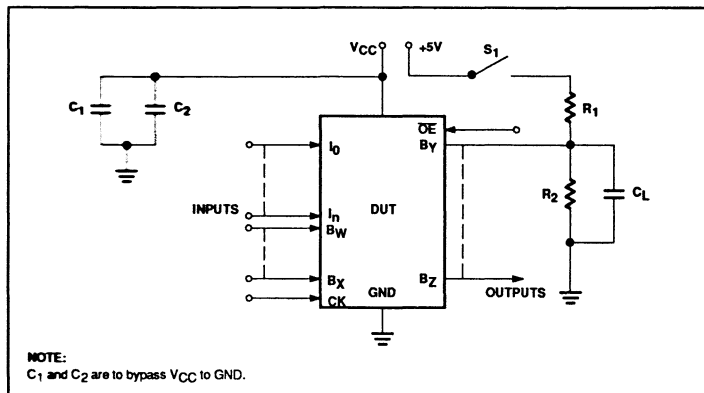 VCC +5V S1
C1 C2 R1
OE
I0 BY
R2 CL
INPUTS In DUT
BW
BX GND BZ
CK OUTPUTS
NOTE:
C1 and C2 are to bypass VCC to GND.